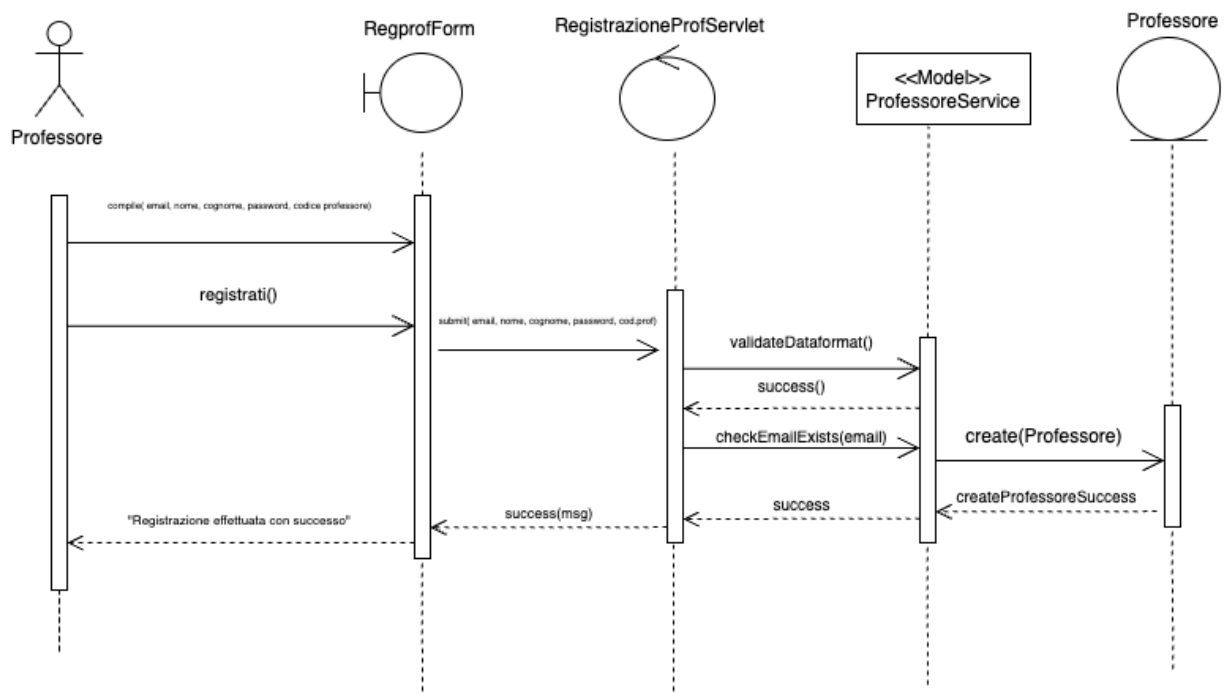 Professore
RegprofForm
RegistrazioneProfServlet
<<Model>>
ProfessoreService
Professore
compile( email, nome, cognome, password, codice professore)
registrati()
submit( email, nome, cognome, password, cod.prof)
validateDataformat()
success()
checkEmailExists(email)
create(Professore)
createProfessoreSuccess
success
success(msg)
"Registrazione effettuata con successo"